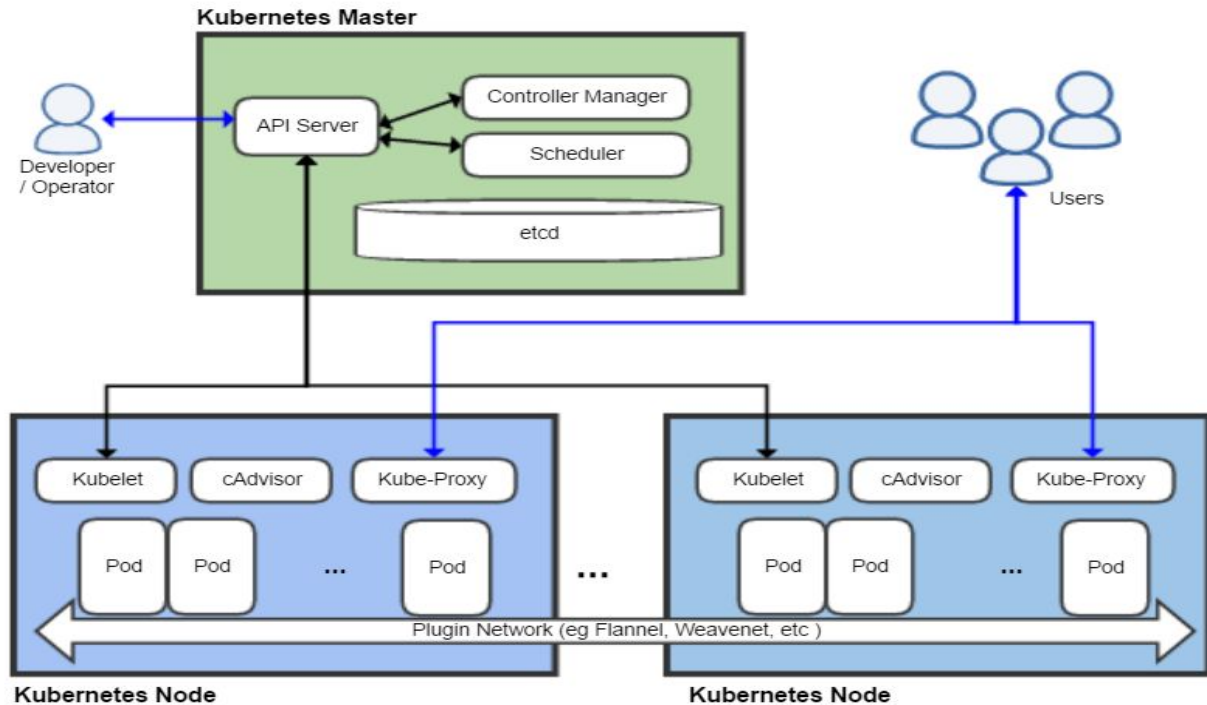 Kubernetes Master
Controller Manager
API Server
Scheduler
Developer
/ Operator
Users
etcd
Kubelet
cAdvisor
Kube-Proxy
Kubelet
cAdvisor
Kube-Proxy
Pod
Pod
...
Pod
...
Pod
Pod
...
Pod
Plugin Network (eg Flannel, Weavenet, etc )
Kubernetes Node
Kubernetes Node